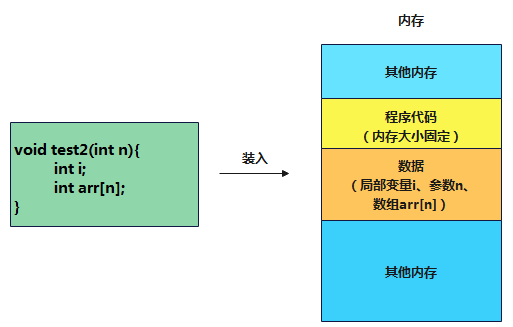 内存
其他内存
程序代码
（内存大小固定）
数据
（局部变量i、参数n、
数组arr[n]）
其他内存
装入
void test2(int n){
int i;
int arr[n];
}